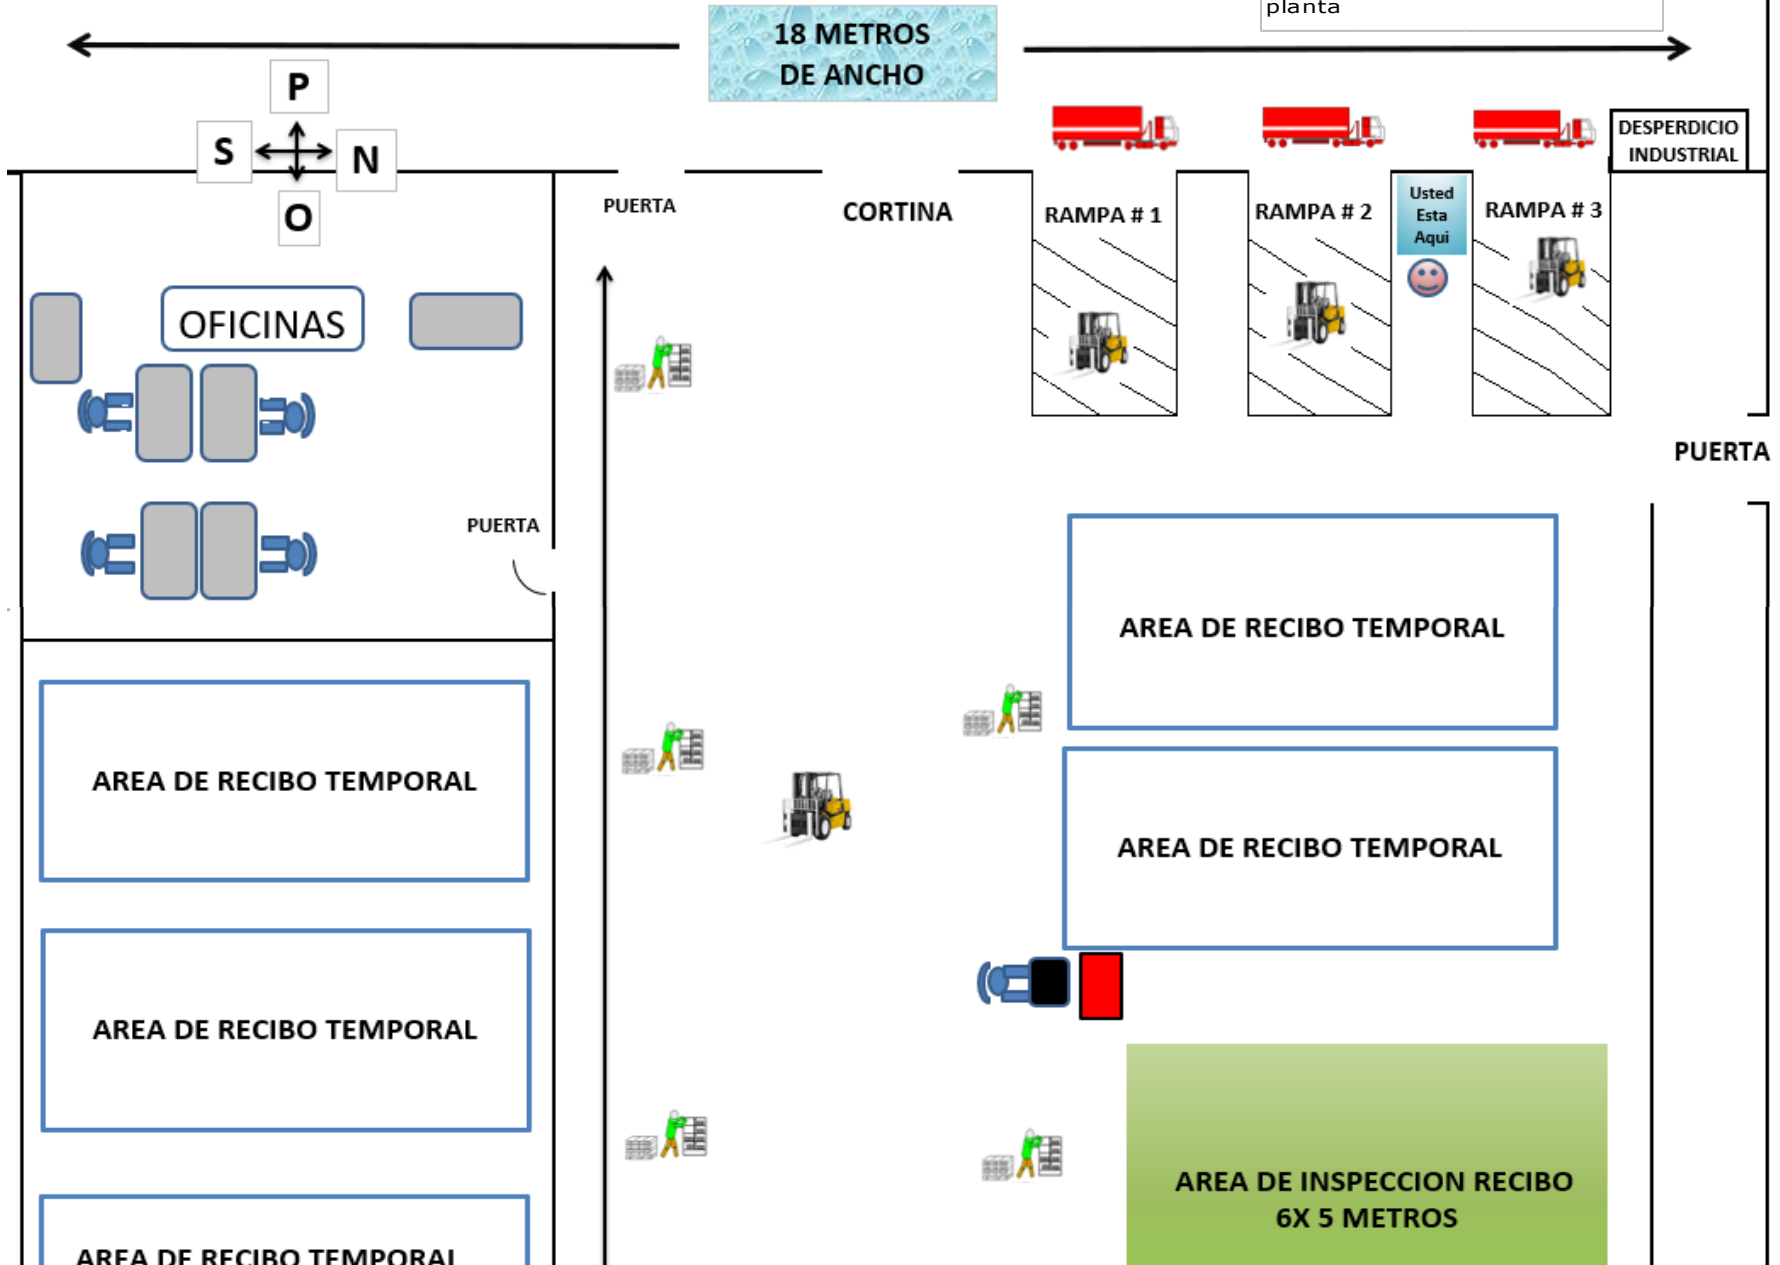 planta
18 METROS
DE ANCHO
P
S
N
O
DESPERDICIO
INDUSTRIAL
PUERTA
CORTINA
RAMPA # 1
RAMPA # 2
Usted
Esta
Aqui
RAMPA # 3
OFICINAS
PUERTA
PUERTA
AREA DE RECIBO TEMPORAL
AREA DE RECIBO TEMPORAL
AREA DE RECIBO TEMPORAL
AREA DE RECIBO TEMPORAL
AREA DE INSPECCION RECIBO
6X 5 METROS
AREA DE RECIBO TEMPORAL